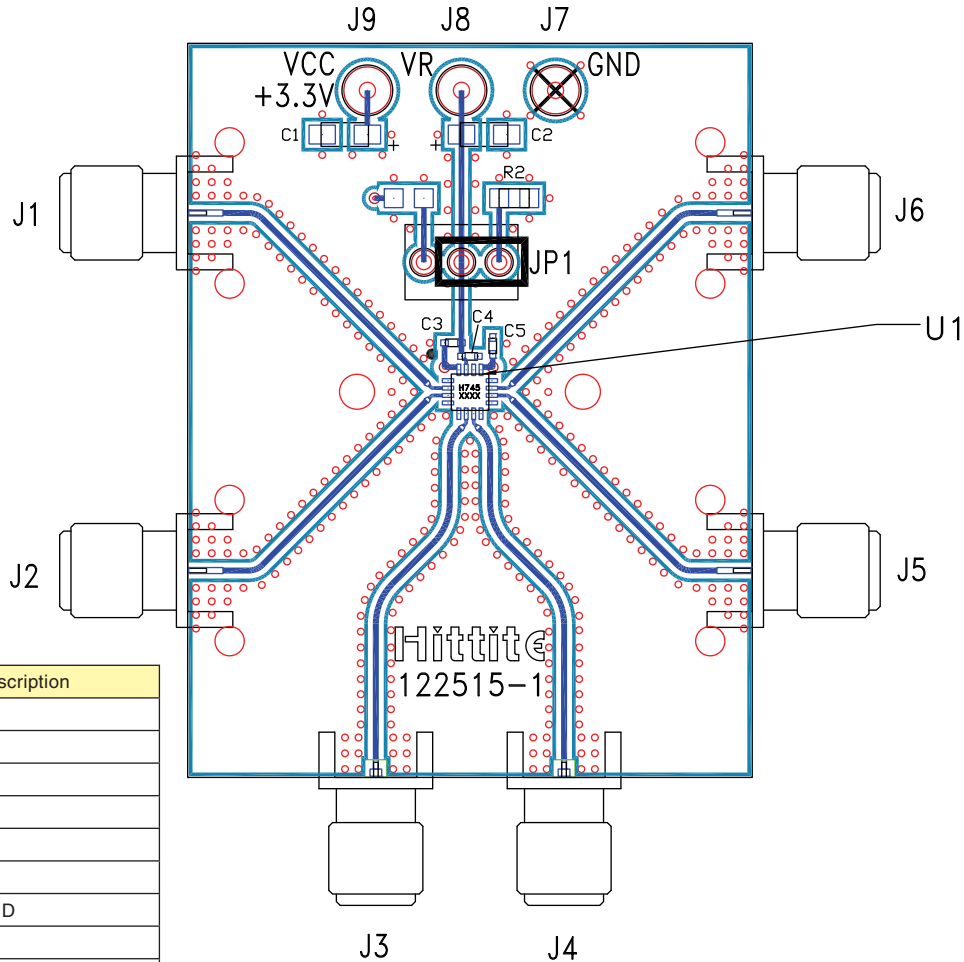 J9 J8 J7
VCC VR GND
+3.3V
C1 + + C2
R2
J1 J6
JP1
C3 C4 C5
U1
H745
XXXX
J2 J5
Hittite
122515-1
scription
D
J3 J4